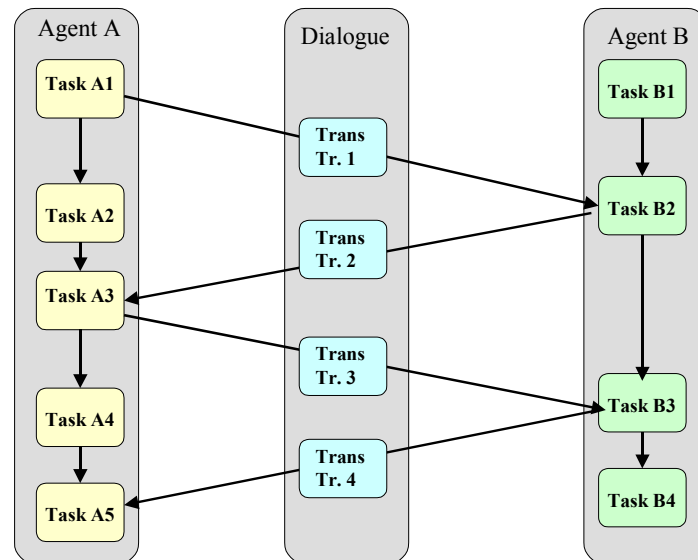 Agent A
Task A1
Task A2
Task A3
Task A4
Task A5
Dialogue
Trans
Tr. 1
Trans
Tr. 2
Trans
Tr. 3
Trans
Tr. 4
Agent B
Task B1
Task B2
Task B3
Task B4